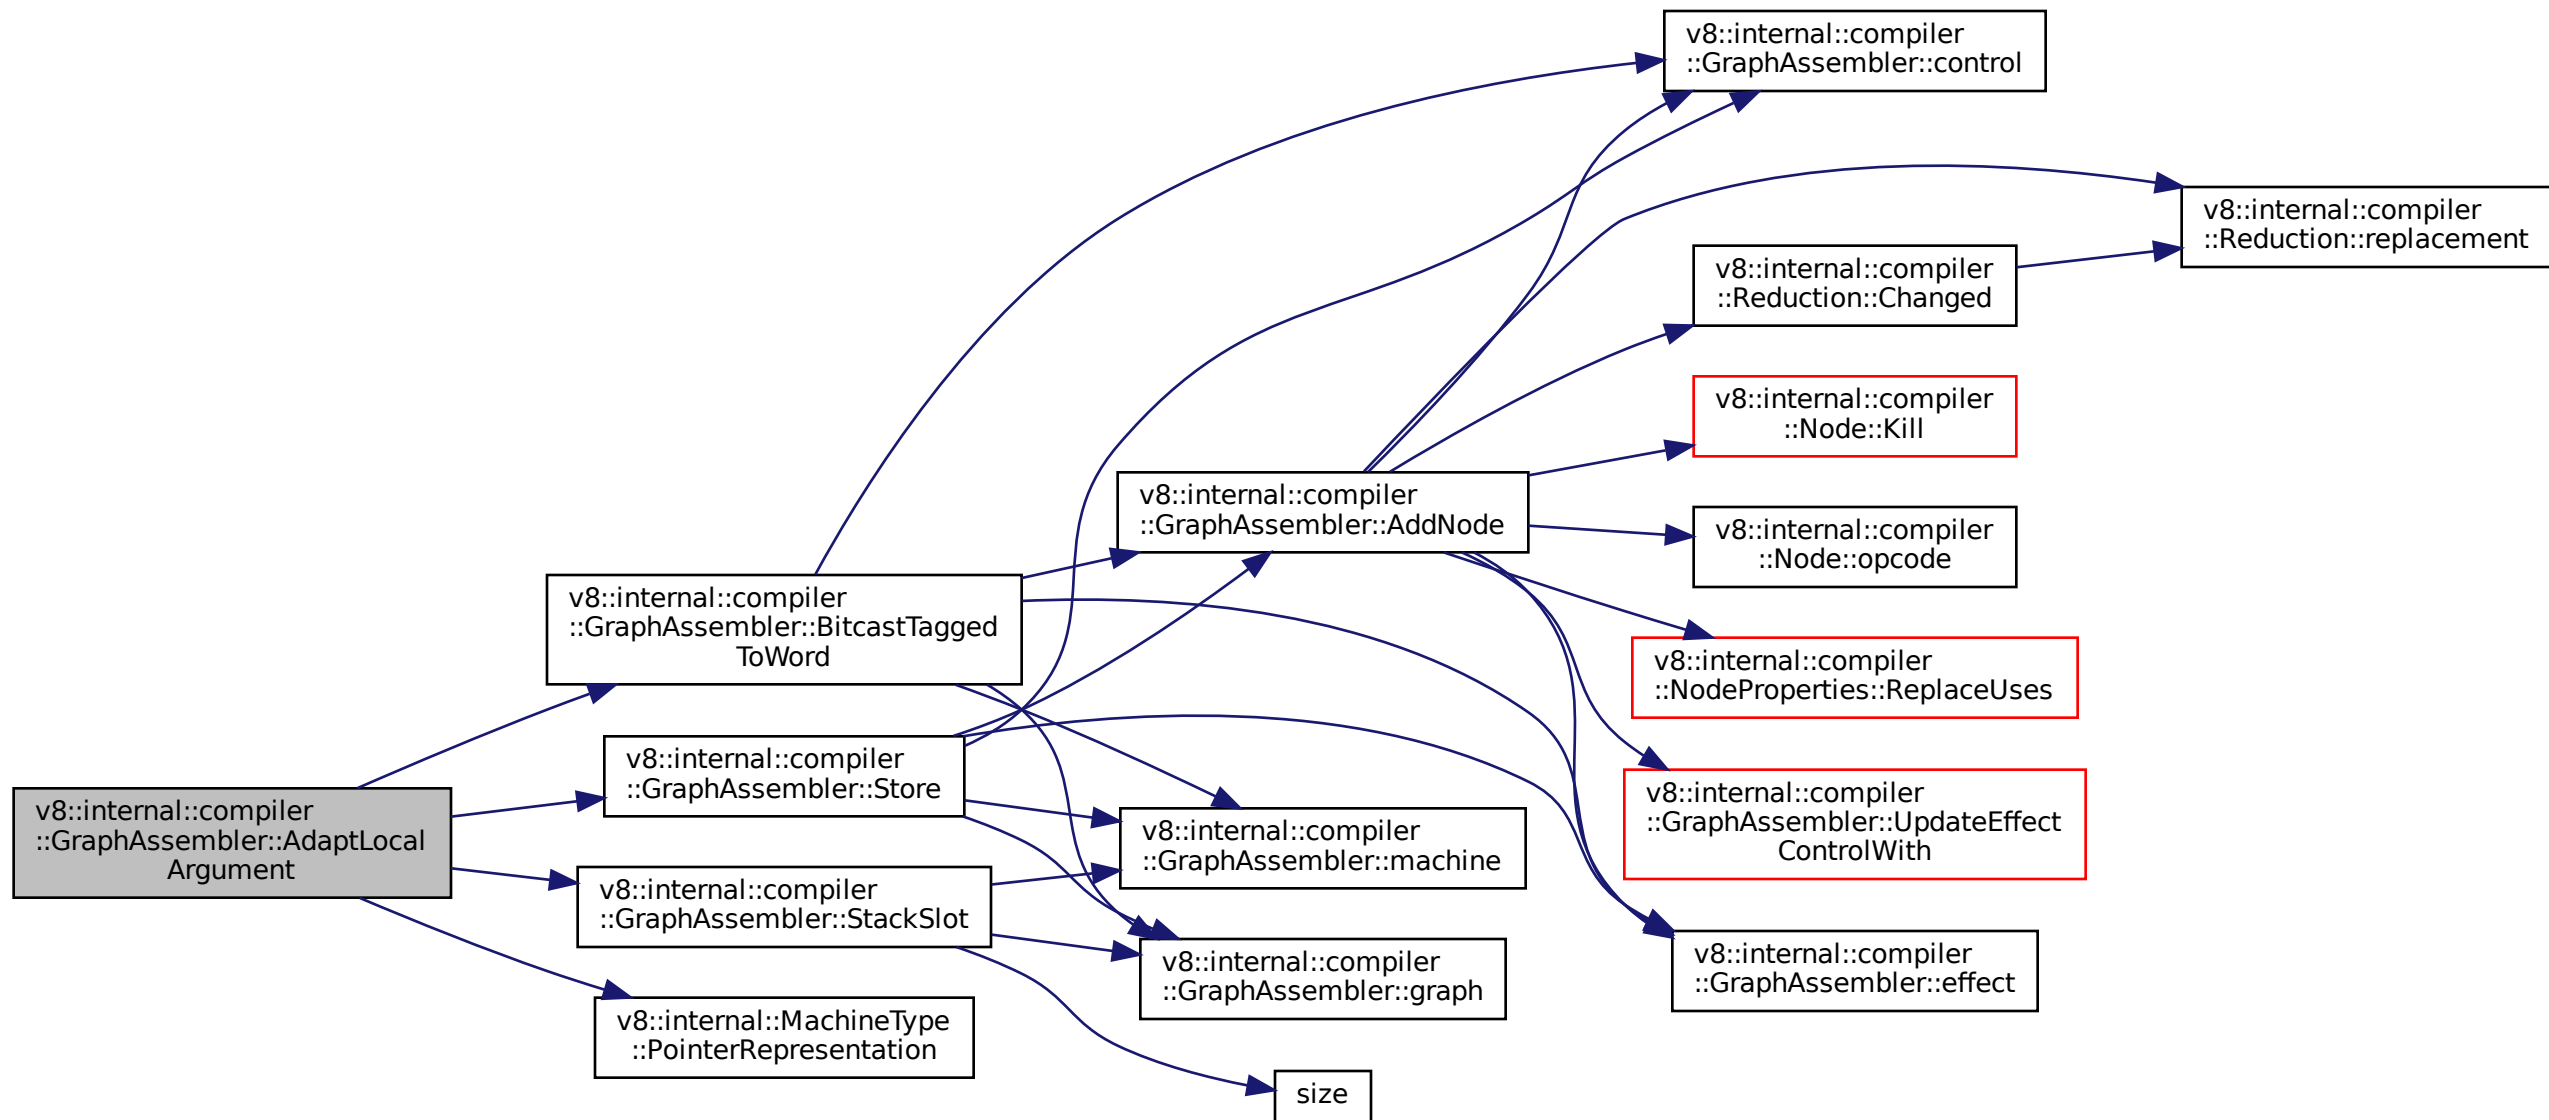 v8::internal::compiler
::GraphAssembler::AdaptLocal
Argument
v8::internal::compiler
::GraphAssembler::BitcastTagged
ToWord
v8::internal::compiler
::GraphAssembler::Store
v8::internal::compiler
::GraphAssembler::StackSlot
v8::internal::MachineType
::PointerRepresentation
v8::internal::compiler
::GraphAssembler::AddNode
v8::internal::compiler
::GraphAssembler::machine
v8::internal::compiler
::GraphAssembler::graph
size
v8::internal::compiler
::GraphAssembler::control
v8::internal::compiler
::Reduction::Changed
v8::internal::compiler
::Node::Kill
v8::internal::compiler
::Node::opcode
v8::internal::compiler
::NodeProperties::ReplaceUses
v8::internal::compiler
::GraphAssembler::UpdateEffect
ControlWith
v8::internal::compiler
::GraphAssembler::effect
v8::internal::compiler
::Reduction::replacement